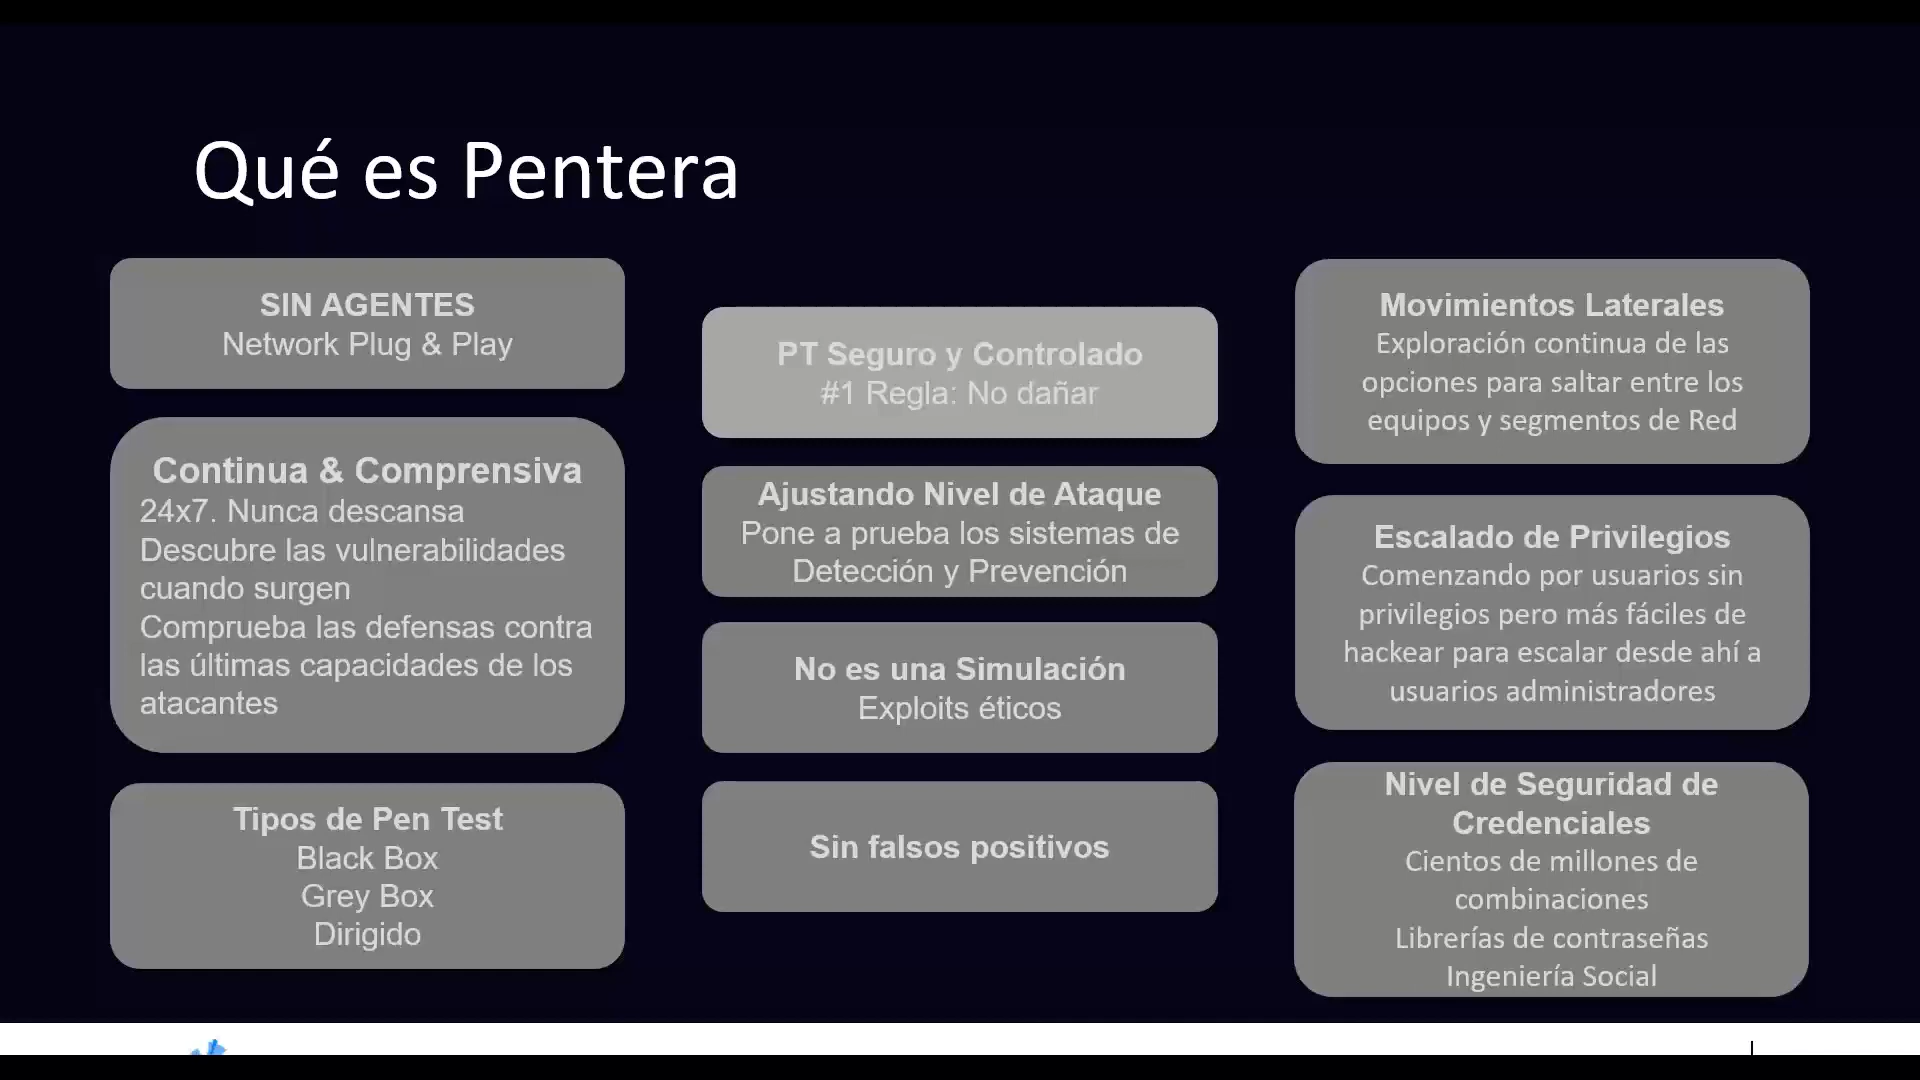 Qué es Pentera
SIN AGENTES
Network Plug & Play
Continua & Comprensiva
24x7. Nunca descansa
Descubre las vulnerabilidades
cuando surgen
Comprueba las defensas contra
las últimas capacidades de los
atacantes
Tipos de Pen Test
Black Box
Grey Box
Dirigido
PT Seguro y Controlado
#1 Regla: No dañar
Ajustando Nivel de Ataque
Pone a prueba los sistemas de
Detección y Prevención
No es una Simulación
Exploits éticos
Sin falsos positivos
Movimientos Laterales
Exploración continua de las
opciones para saltar entre los
equipos y segmentos de Red
Escalado de Privilegios
Comenzando por usuarios sin
privilegios pero más fáciles de
hackear para escalar desde ahí a
usuarios administradores
Nivel de Seguridad de
Credenciales
Cientos de millones de
combinaciones
Librerías de contraseñas
Ingeniería Social